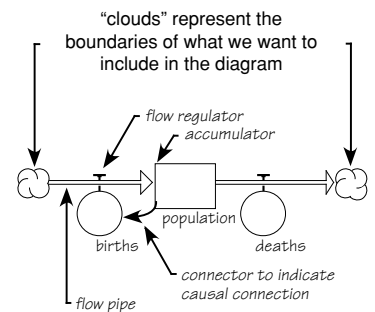 “clouds” represent the
boundaries of what we want to
include in the diagram
flow regulator
accumulator
population
births
deaths
connector to indicate
causal connection
flow pipe